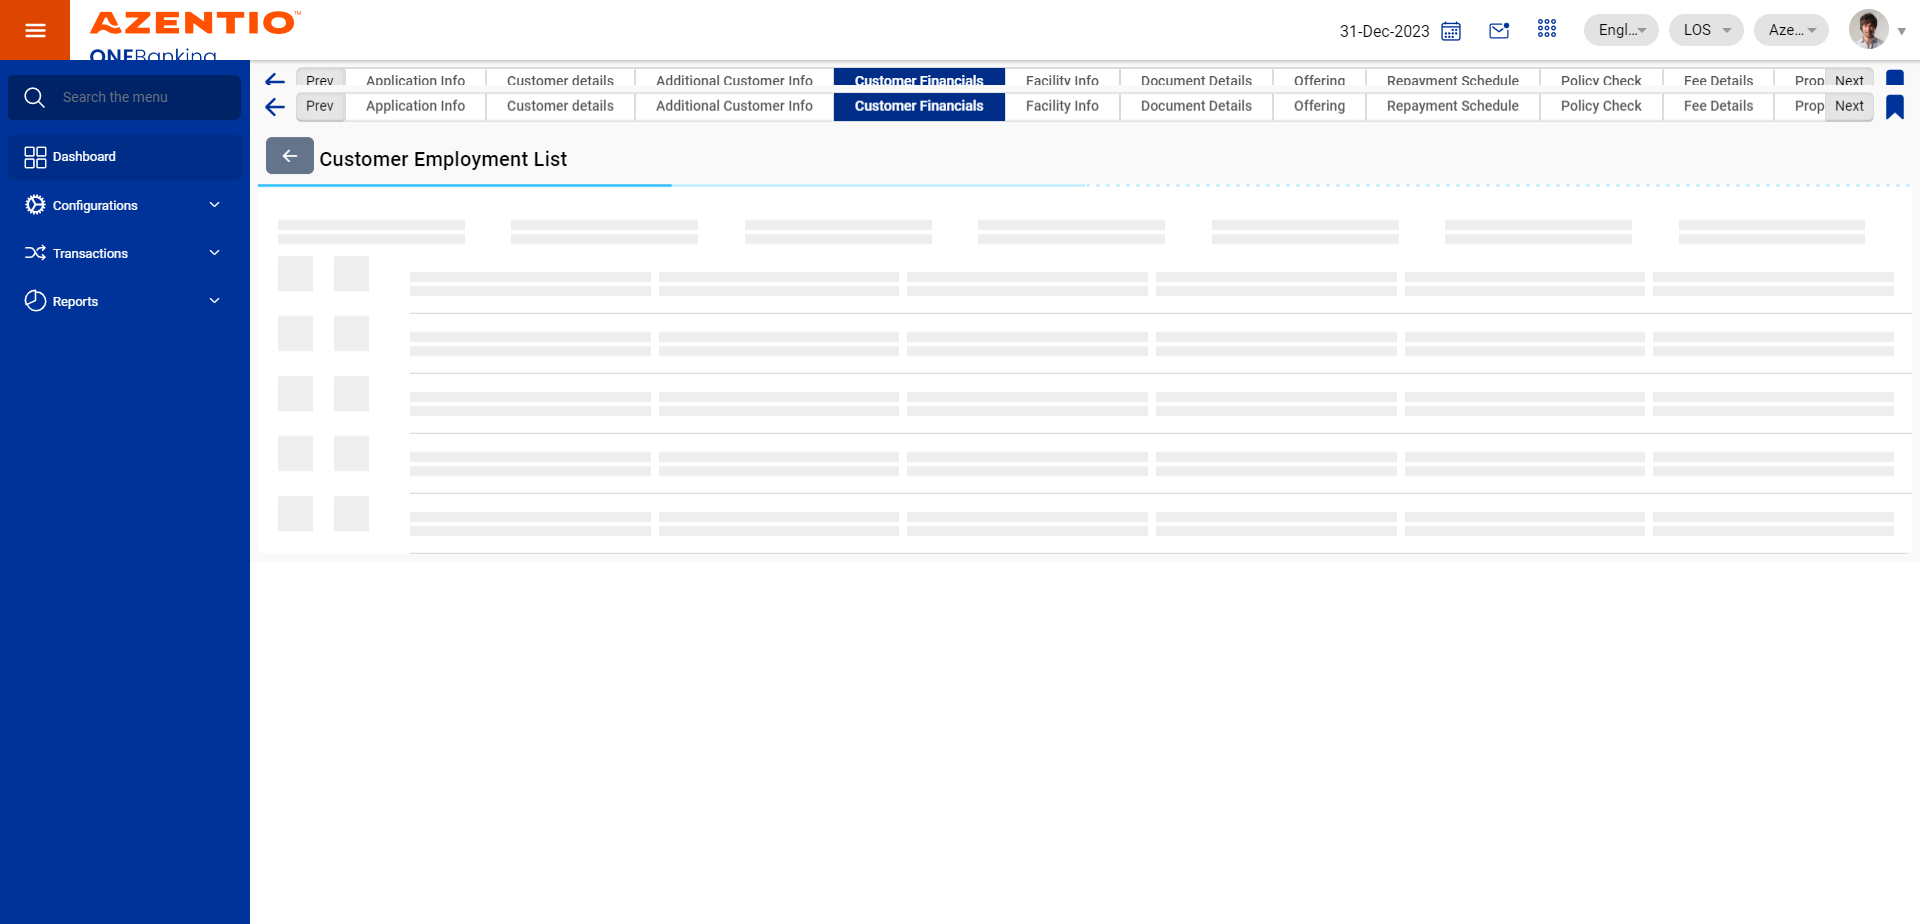 AZENTIO™
ONEBanking
31-Dec-2023
Engl...
LOS
Aze...
Search the menu
Dashboard
Configurations
Transactions
Reports
Prev Application Info Customer details Additional Customer Info Customer Financials Facility Info Document Details Offering Repayment Schedule Policy Check Fee Details Prop Next
Prev Application Info Customer details Additional Customer Info Customer Financials Facility Info Document Details Offering Repayment Schedule Policy Check Fee Details Prop Next
Customer Employment List